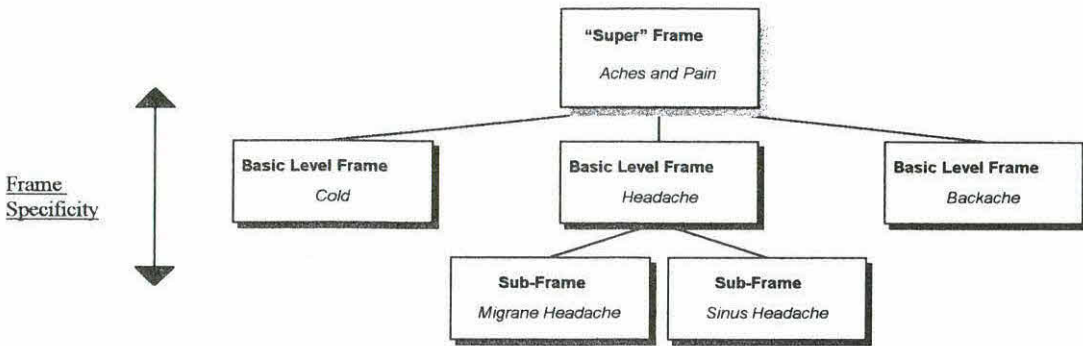 “Super” Frame
Aches and Pain
Basic Level Frame
Cold
Basic Level Frame
Headache
Basic Level Frame
Backache
Frame
Specificity
Sub-Frame
Migrane Headache
Sub-Frame
Sinus Headache